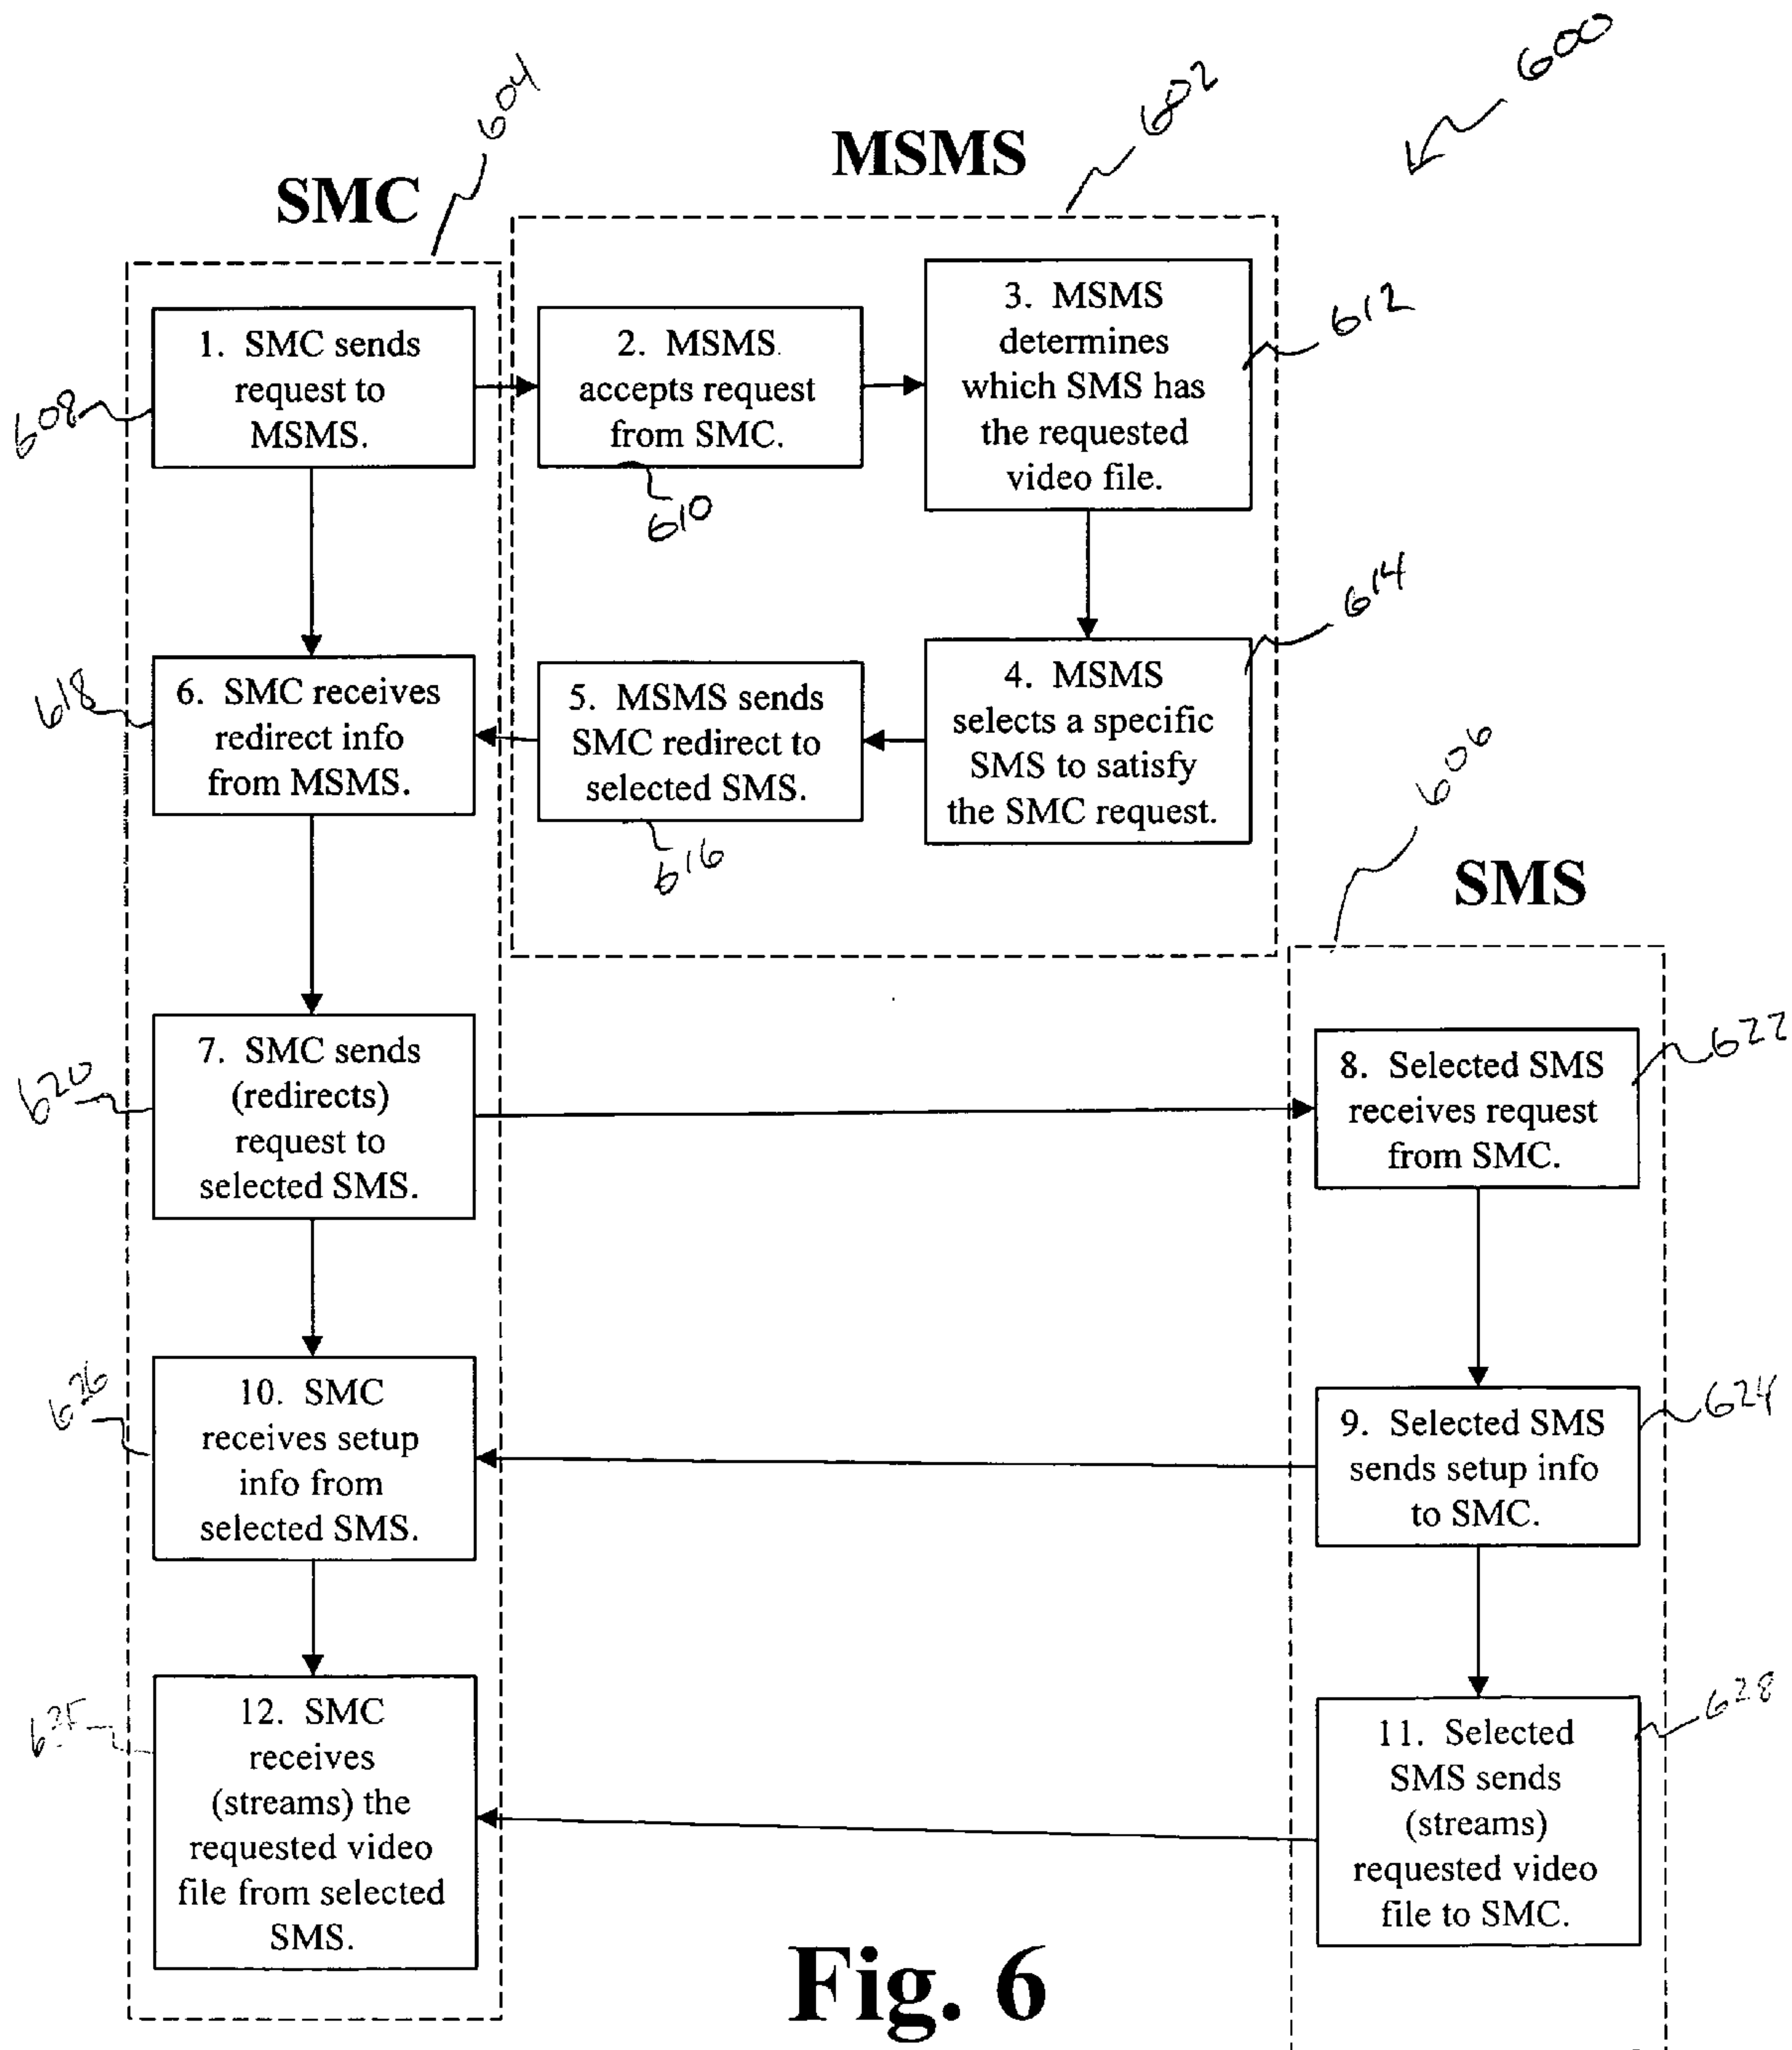 600
604
602
MSMS
SMC
1. SMC sends
request to
MSMS.
608
2. MSMS
accepts request
from SMC.
610
3. MSMS
determines
which SMS has
the requested
video file.
612
614
6. SMC receives
redirect info
from MSMS.
618
5. MSMS sends
SMC redirect to
selected SMS.
616
4. MSMS
selects a specific
SMS to satisfy
the SMC request.
606
SMS
7. SMC sends
(redirects)
request to
selected SMS.
620
8. Selected SMS
receives request
from SMC.
622
10. SMC
receives setup
info from
selected SMS.
626
9. Selected SMS
sends setup info
to SMC.
624
12. SMC
receives
(streams) the
requested video
file from selected
SMS.
11. Selected
SMS sends
(streams)
requested video
file to SMC.
628
Fig. 6